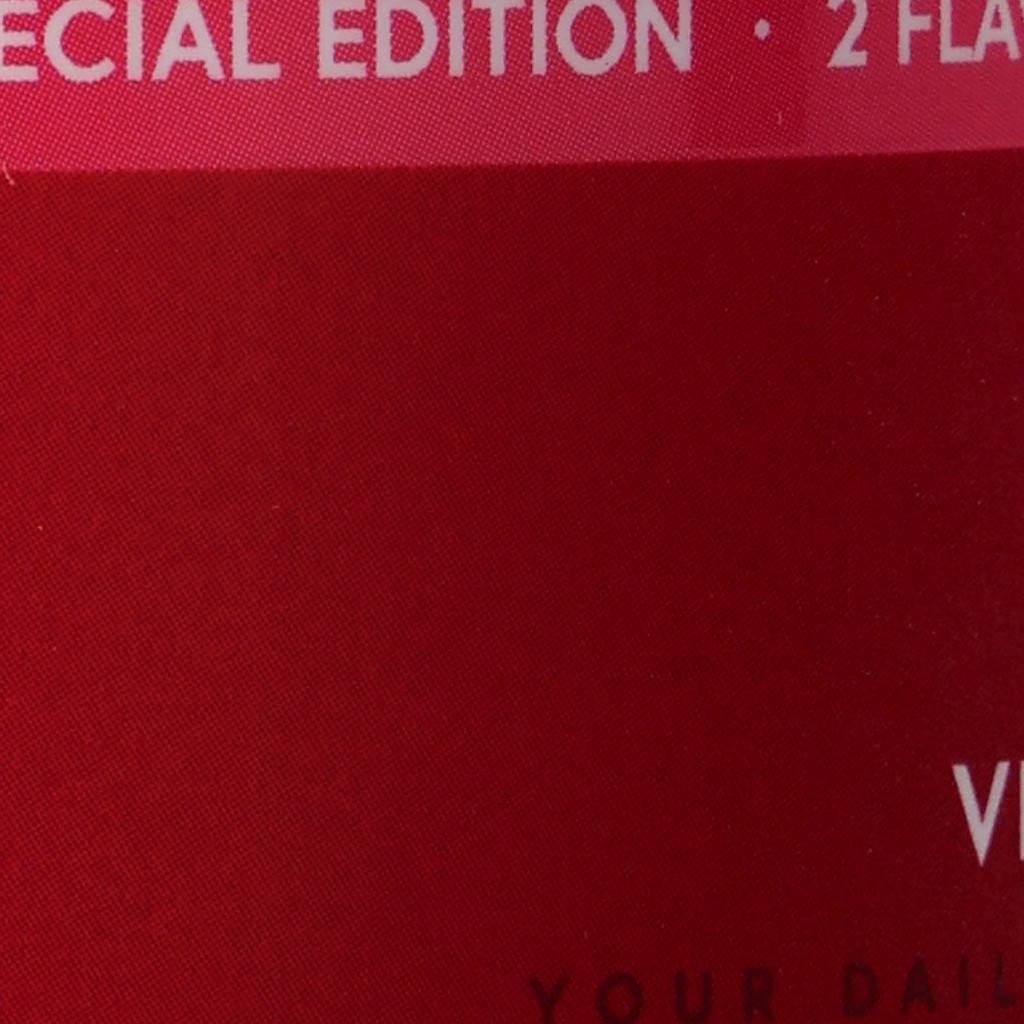 ECIAL EDITION · 2 FLA
V
YOUR DAIL